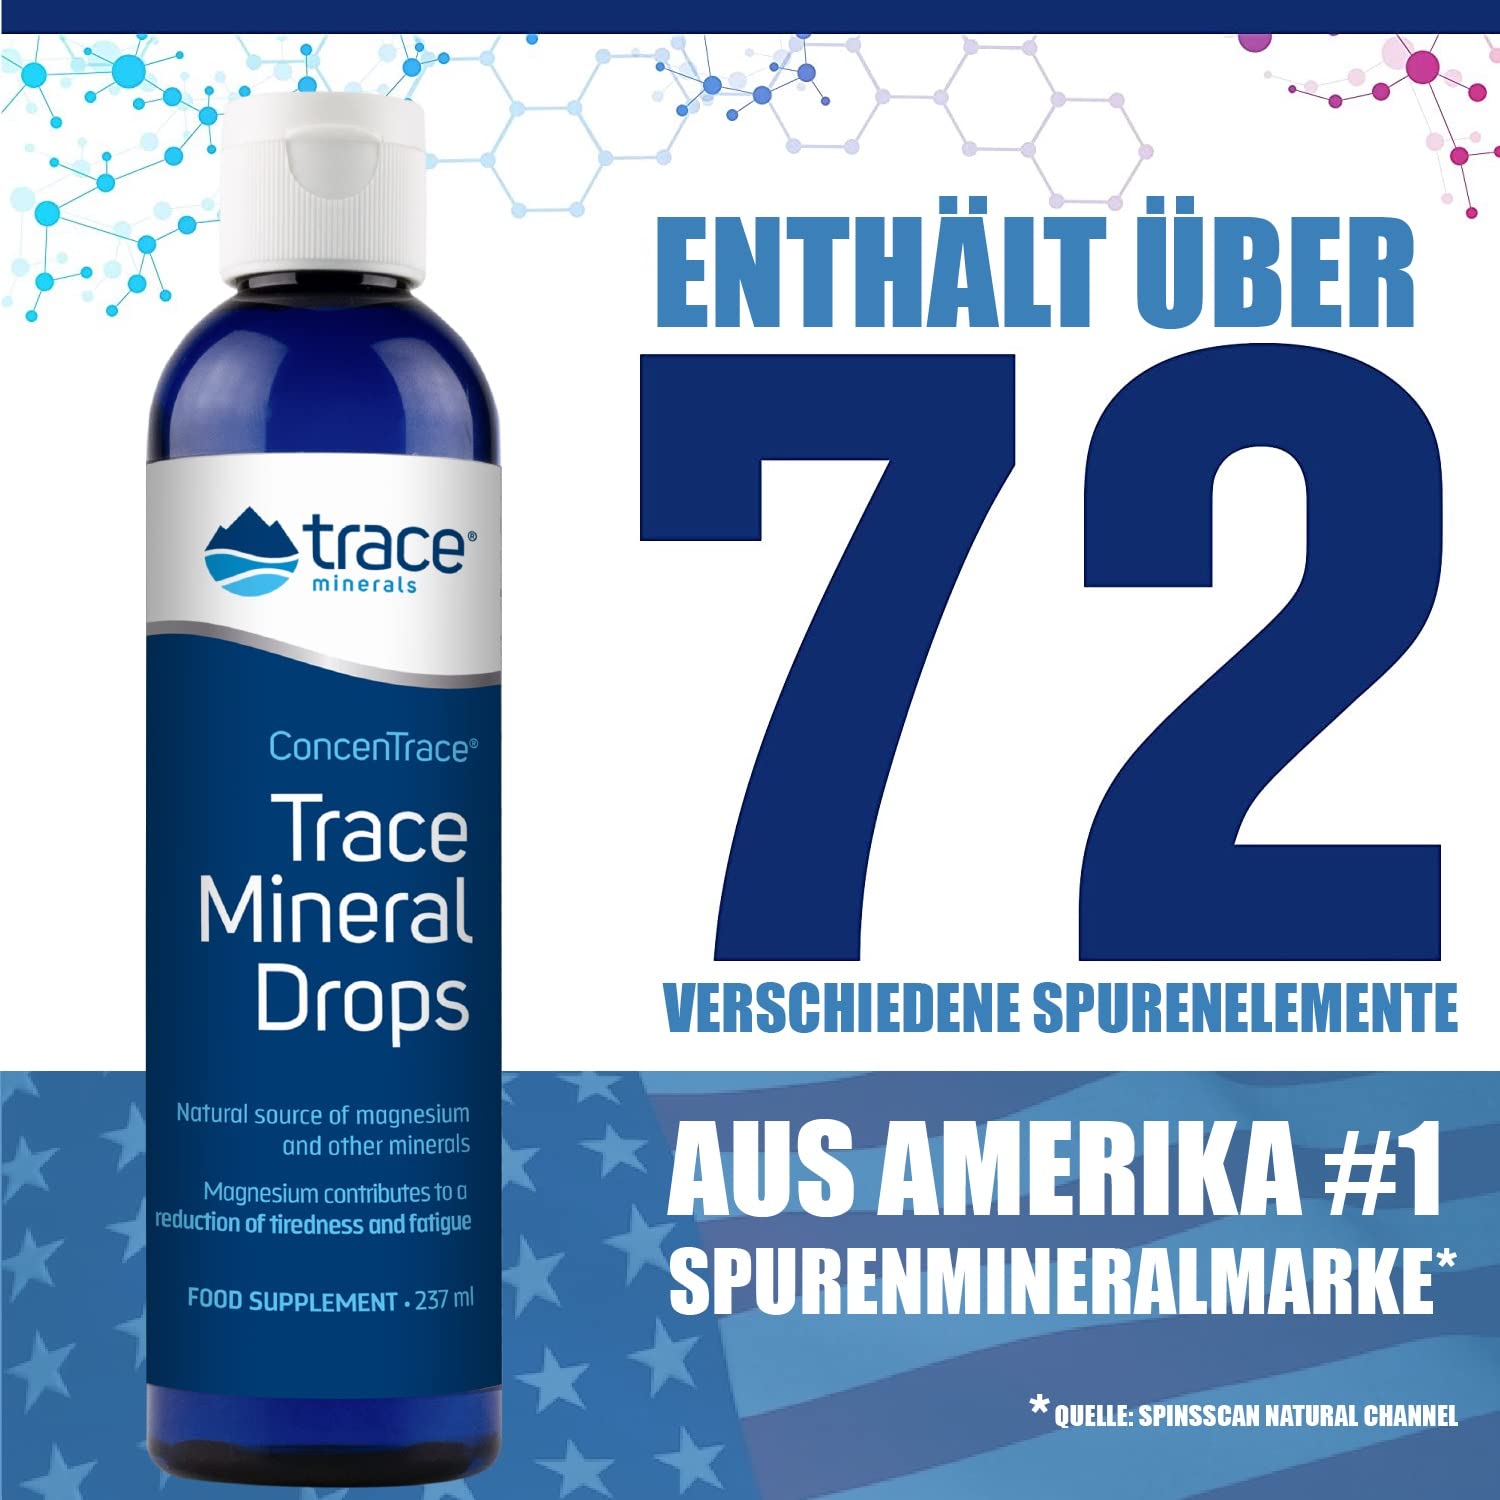 trace®
minerals
ConcenTrace®
Trace
Mineral
Drops
Natural source of magnesium
and other minerals
Magnesium contributes to a
reduction of tiredness and fatigue
FOOD SUPPLEMENT • 237 ml
ENTHÄLT ÜBER
72
VERSCHIEDENE SPURENELEMENTE
AUS AMERIKA #1
SPURENMINERALMARKE*
* QUELLE: SPINSSCAN NATURAL CHANNEL